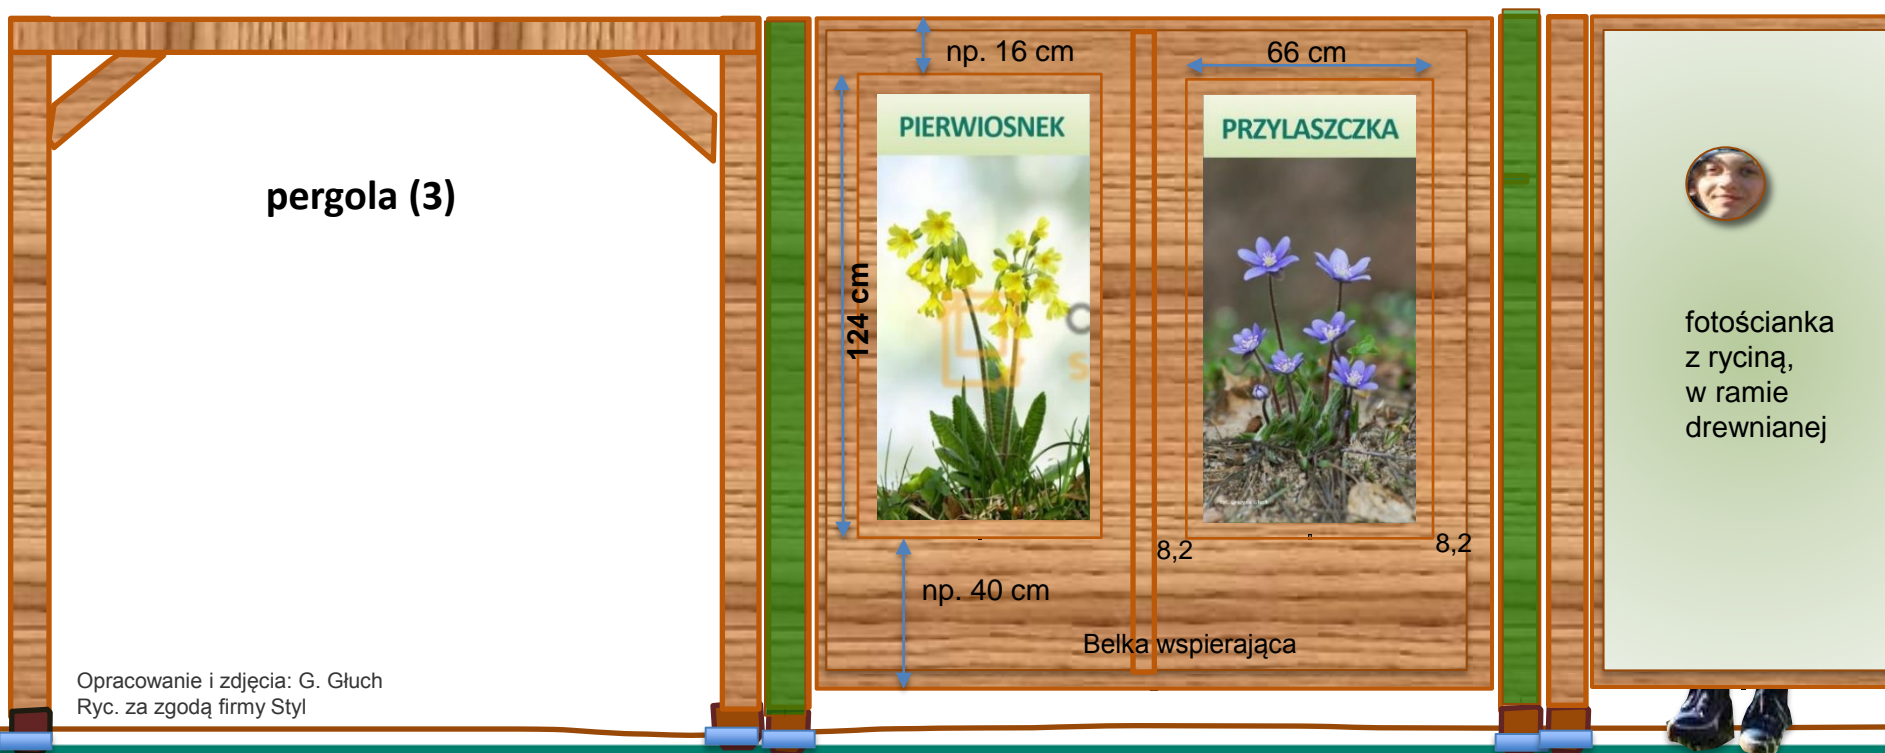 pergola (3)
Opracowanie i zdjęcia: G. Głuch
Ryc. za zgodą firmy Styl
np. 16 cm
66 cm
124 cm
PIERWIOSNEK
PRZYLASZCZKA
8,2
8,2
np. 40 cm
Belka wspierająca
fotościanka
z ryciną,
w ramie
drewnianej